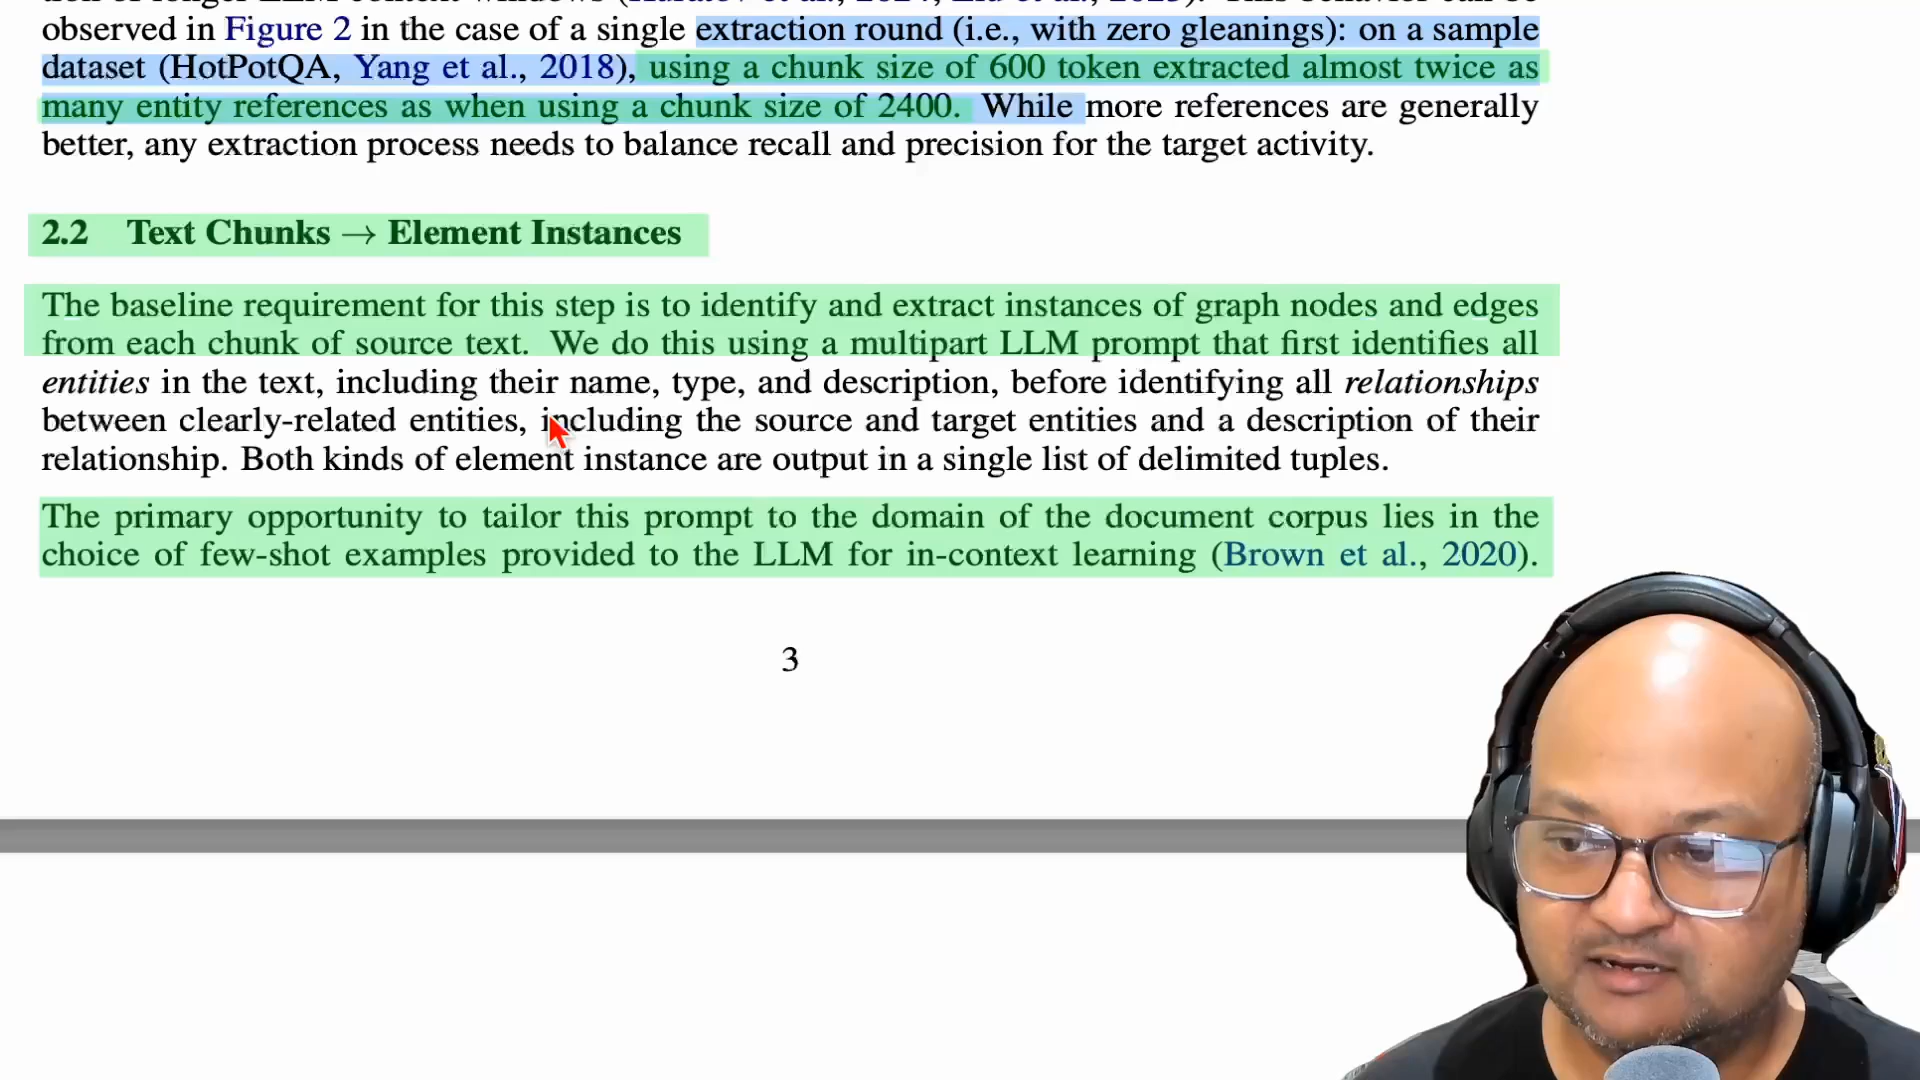 observed in Figure 2 in the case of a single extraction round (i.e., with zero gleanings): on a sample
dataset (HotPotQA, Yang et al., 2018), using a chunk size of 600 token extracted almost twice as
many entity references as when using a chunk size of 2400. While more references are generally
better, any extraction process needs to balance recall and precision for the target activity.
2.2 Text Chunks → Element Instances
The baseline requirement for this step is to identify and extract instances of graph nodes and edges
from each chunk of source text. We do this using a multipart LLM prompt that first identifies all
entities in the text, including their name, type, and description, before identifying all relationships
between clearly-related entities, including the source and target entities and a description of their
relationship. Both kinds of element instance are output in a single list of delimited tuples.
The primary opportunity to tailor this prompt to the domain of the document corpus lies in the
choice of few-shot examples provided to the LLM for in-context learning (Brown et al., 2020).
3